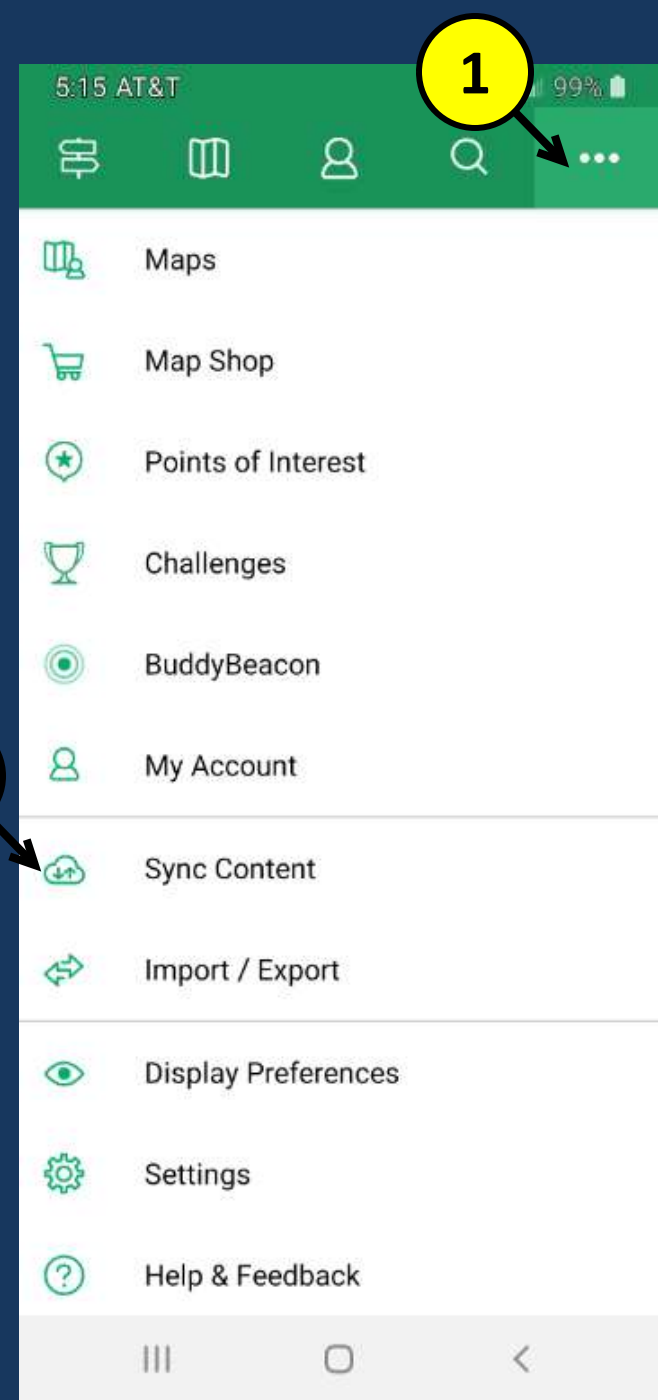 1
5:15 AT&T 99%
Maps
Map Shop
Points of Interest
Challenges
BuddyBeacon
My Account
Sync Content
Import / Export
Display Preferences
Settings
Help & Feedback